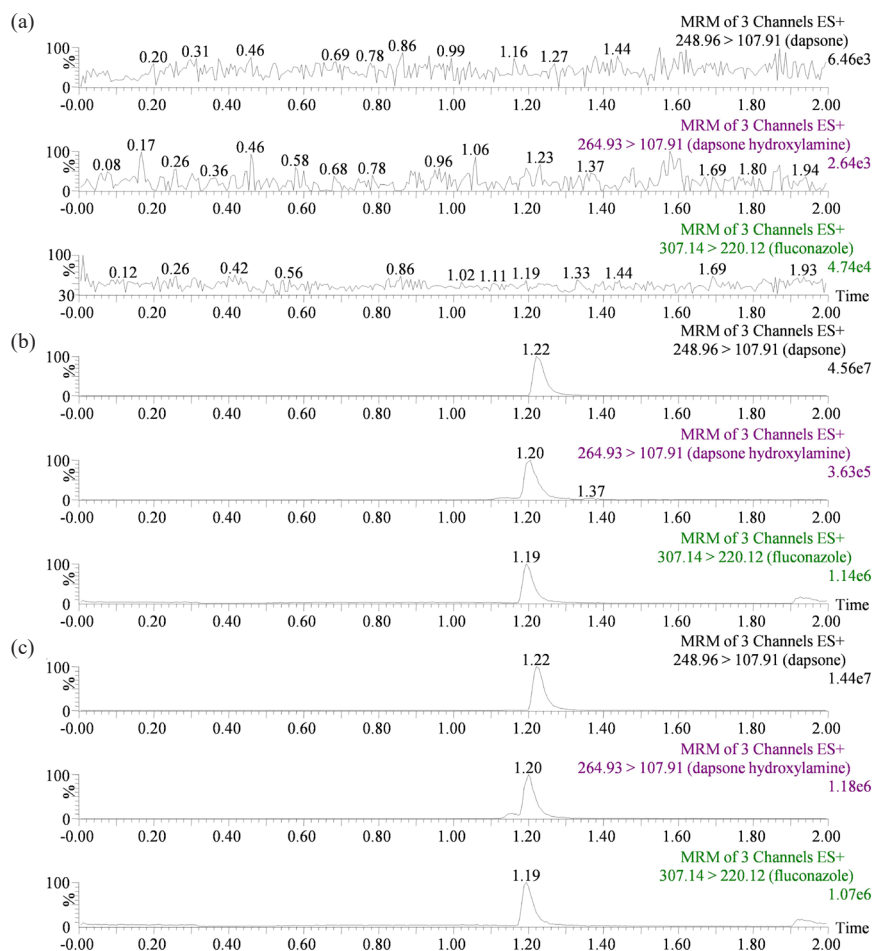 (a)
MRM of 3 Channels ES+
248.96 > 107.91 (dapsone)
6.46e3
100
%
0.20 0.31 0.46 0.69 0.78 0.86 0.99 1.16 1.27 1.44
-0.00 0.20 0.40 0.60 0.80 1.00 1.20 1.40 1.60 1.80 2.00
MRM of 3 Channels ES+
264.93 > 107.91 (dapsone hydroxylamine)
2.64e3
100
%
0
0.08 0.17 0.26 0.36 0.46 0.58 0.68 0.78 0.96 1.06 1.23 1.37 1.69 1.80 1.94
-0.00 0.20 0.40 0.60 0.80 1.00 1.20 1.40 1.60 1.80 2.00
MRM of 3 Channels ES+
307.14 > 220.12 (fluconazole)
4.74e4
100
%
30
0.12 0.26 0.42 0.56 0.86 1.02 1.11 1.19 1.33 1.44 1.69 1.93
Time
-0.00 0.20 0.40 0.60 0.80 1.00 1.20 1.40 1.60 1.80 2.00
(b)
MRM of 3 Channels ES+
248.96 > 107.91 (dapsone)
4.56e7
100
%
0
1.22
-0.00 0.20 0.40 0.60 0.80 1.00 1.20 1.40 1.60 1.80 2.00
MRM of 3 Channels ES+
264.93 > 107.91 (dapsone hydroxylamine)
3.63e5
100
%
0
1.20 1.37
-0.00 0.20 0.40 0.60 0.80 1.00 1.20 1.40 1.60 1.80 2.00
MRM of 3 Channels ES+
307.14 > 220.12 (fluconazole)
1.14e6
100
%
0
1.19
Time
-0.00 0.20 0.40 0.60 0.80 1.00 1.20 1.40 1.60 1.80 2.00
(c)
MRM of 3 Channels ES+
248.96 > 107.91 (dapsone)
1.44e7
100
%
0
1.22
-0.00 0.20 0.40 0.60 0.80 1.00 1.20 1.40 1.60 1.80 2.00
MRM of 3 Channels ES+
264.93 > 107.91 (dapsone hydroxylamine)
1.18e6
100
%
0
1.20
-0.00 0.20 0.40 0.60 0.80 1.00 1.20 1.40 1.60 1.80 2.00
MRM of 3 Channels ES+
307.14 > 220.12 (fluconazole)
1.07e6
100
%
0
1.19
Time
-0.00 0.20 0.40 0.60 0.80 1.00 1.20 1.40 1.60 1.80 2.00